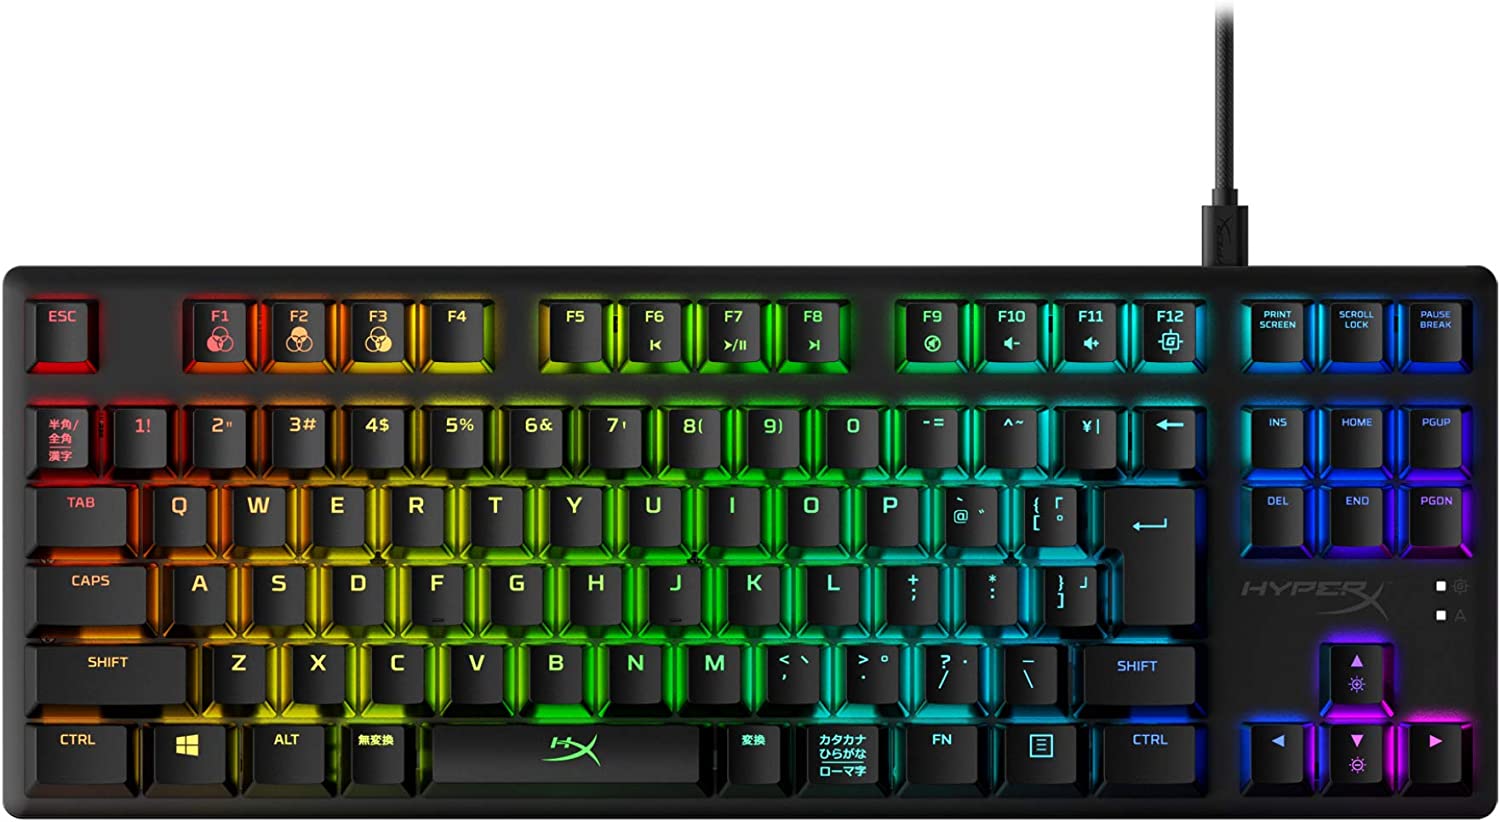 ESC F1 F2 F3 F4 F5 F6 F7 F8 F9 F10 F11 F12 PRINT SCREEN SCROLL LOCK PAUSE BREAK
半角/
全角
漢字
1! 2" 3# 4$ 5% 6& 7' 8( 9) 0 -= ^~ ¥| ← INS HOME PGUP
TAB Q W E R T Y U I O P ` @ ゛ { [ 「 ゜ DEL END PGDN
CAPS A S D F G H J K L + ; * : } ] 」
HYPERX
A
SHIFT Z X C V B N M < , 、 > . 。 ? / ・ _ \ SHIFT
CTRL ALT 無変換 HX 変換
カタカナ
ひらがな
ローマ字
FN CTRL